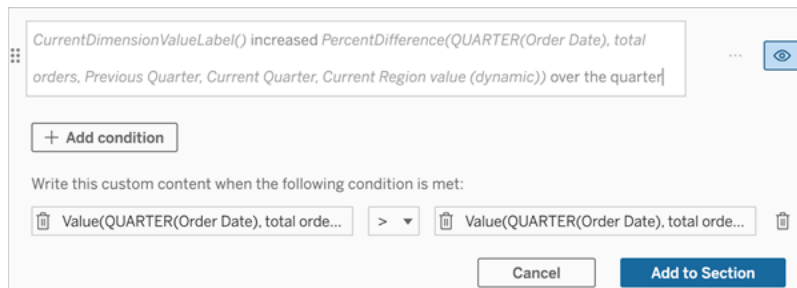 CurrentDimensionValueLabel() increased PercentDifference(QUARTER(Order Date), total
orders, Previous Quarter, Current Quarter, Current Region value (dynamic)) over the quarter
+ Add condition
Write this custom content when the following condition is met:
Value(QUARTER(Order Date), total orde... > Value(QUARTER(Order Date), total orde...
Cancel Add to Section